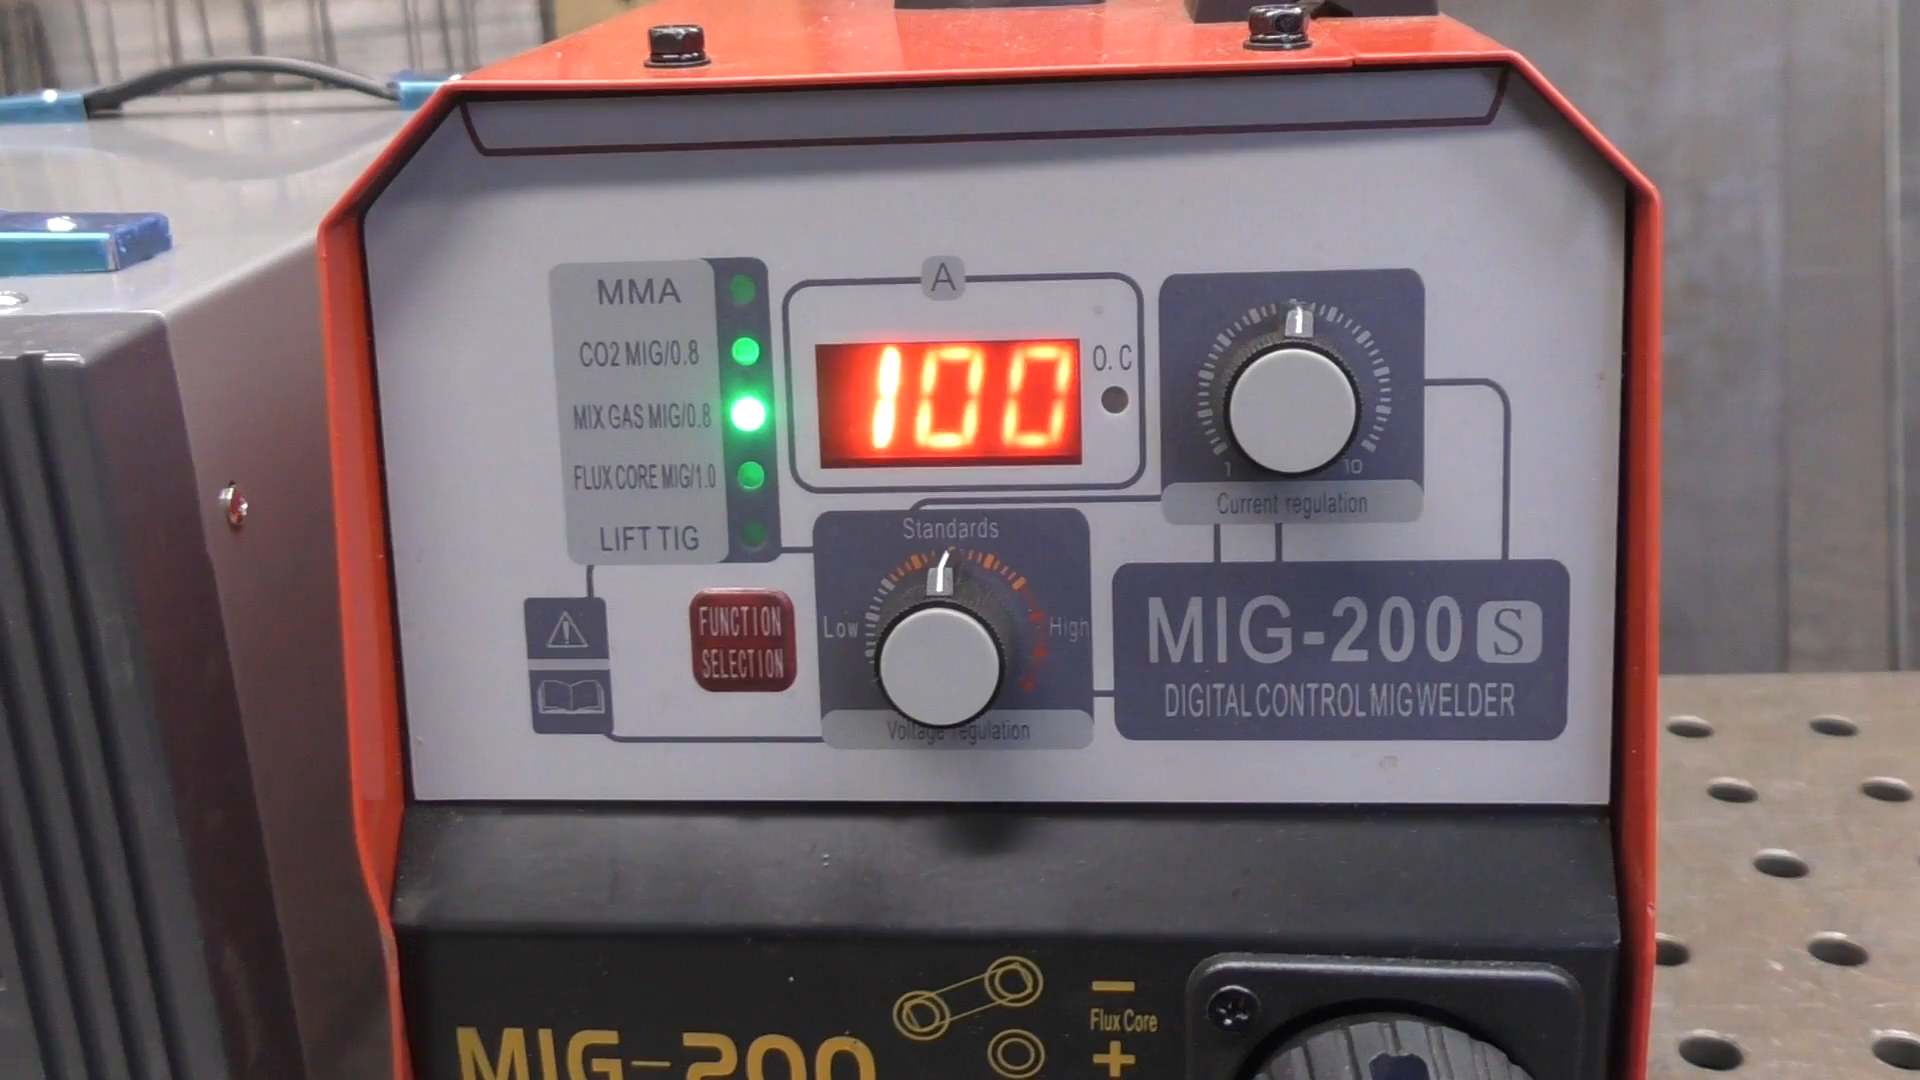 MMA
CO2 MIG/0.8
MIX GAS MIG/0.8
FLUX CORE MIG/1.0
LIFT TIG
A
100
O.C
1
10
Current regulation
Standards
Low
High
Voltage regulation
FUNCTION
SELECTION
MIG-200 S
DIGITAL CONTROL MIG WELDER
MIG-200
−
Flux Core
+